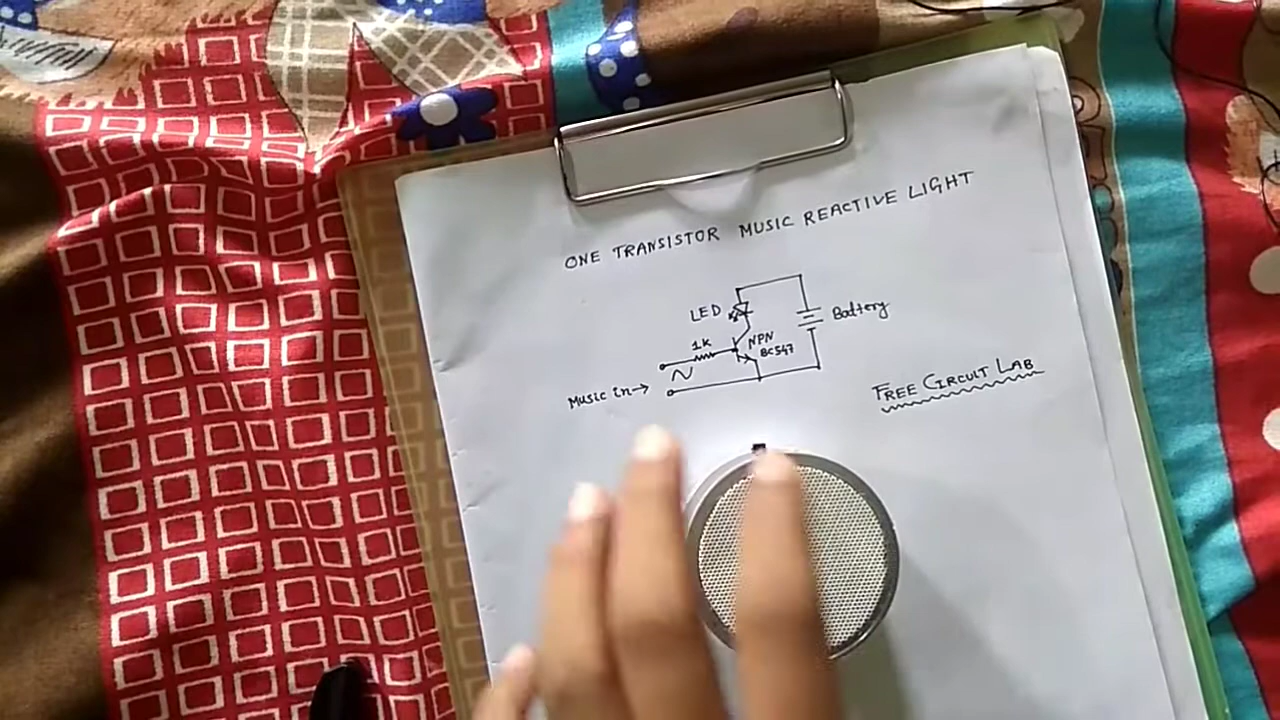 ONE TRANSISTOR MUSIC REACTIVE LIGHT
LED
Battery
1K
NPN
BC547
Music in→
FREE CIRCUIT LAB